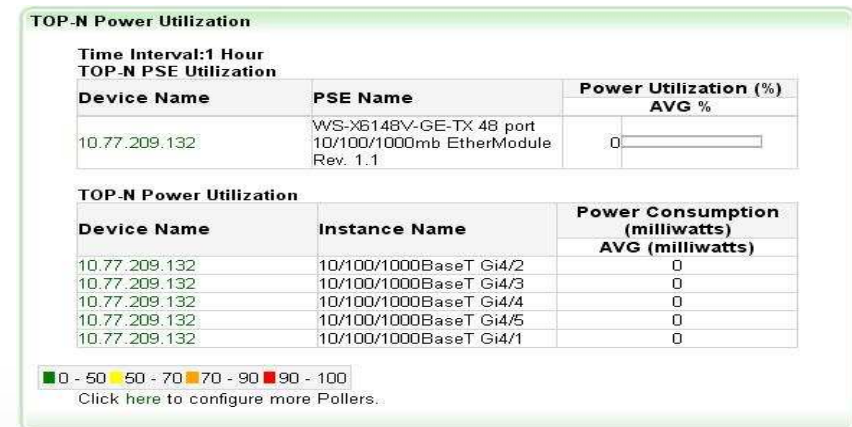 TOP-N Power Utilization
Time Interval:1 Hour
TOP-N PSE Utilization
Device Name PSE Name Power Utilization (%)
AVG %
10.77.209.132 WS-X6148V-GE-TX 48 port 10/100/1000mb EtherModule Rev. 1.1 0
TOP-N Power Utilization
Device Name Instance Name Power Consumption (milliwatts)
AVG (milliwatts)
10.77.209.132 10/100/1000BaseT Gi4/2 0
10.77.209.132 10/100/1000BaseT Gi4/3 0
10.77.209.132 10/100/1000BaseT Gi4/4 0
10.77.209.132 10/100/1000BaseT Gi4/5 0
10.77.209.132 10/100/1000BaseT Gi4/1 0
0 - 50 50 - 70 70 - 90 90 - 100
Click here to configure more Pollers.